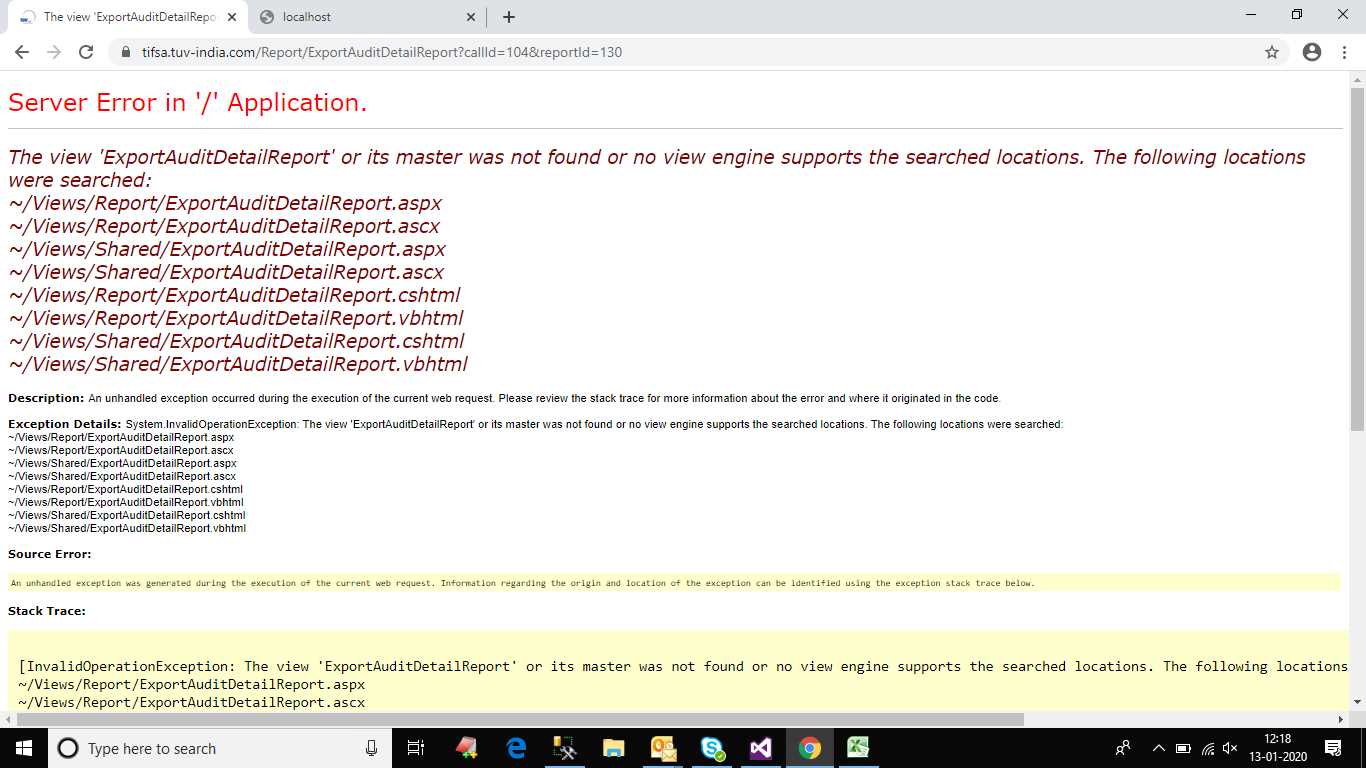 The view 'ExportAuditDetailRepo
localhost
tifsa.tuv-india.com/Report/ExportAuditDetailReport?callId=104&reportId=130
Server Error in '/' Application.
The view 'ExportAuditDetailReport' or its master was not found or no view engine supports the searched locations. The following locations
were searched:
~/Views/Report/ExportAuditDetailReport.aspx
~/Views/Report/ExportAuditDetailReport.ascx
~/Views/Shared/ExportAuditDetailReport.aspx
~/Views/Shared/ExportAuditDetailReport.ascx
~/Views/Report/ExportAuditDetailReport.cshtml
~/Views/Report/ExportAuditDetailReport.vbhtml
~/Views/Shared/ExportAuditDetailReport.cshtml
~/Views/Shared/ExportAuditDetailReport.vbhtml
Description: An unhandled exception occurred during the execution of the current web request. Please review the stack trace for more information about the error and where it originated in the code.
Exception Details: System.InvalidOperationException: The view 'ExportAuditDetailReport' or its master was not found or no view engine supports the searched locations. The following locations were searched:
~/Views/Report/ExportAuditDetailReport.aspx
~/Views/Report/ExportAuditDetailReport.ascx
~/Views/Shared/ExportAuditDetailReport.aspx
~/Views/Shared/ExportAuditDetailReport.ascx
~/Views/Report/ExportAuditDetailReport.cshtml
~/Views/Report/ExportAuditDetailReport.vbhtml
~/Views/Shared/ExportAuditDetailReport.cshtml
~/Views/Shared/ExportAuditDetailReport.vbhtml
Source Error:
An unhandled exception was generated during the execution of the current web request. Information regarding the origin and location of the exception can be identified using the exception stack trace below.
Stack Trace:
[InvalidOperationException: The view 'ExportAuditDetailReport' or its master was not found or no view engine supports the searched locations. The following locations
~/Views/Report/ExportAuditDetailReport.aspx
~/Views/Report/ExportAuditDetailReport.ascx
Type here to search
12:18
13-01-2020